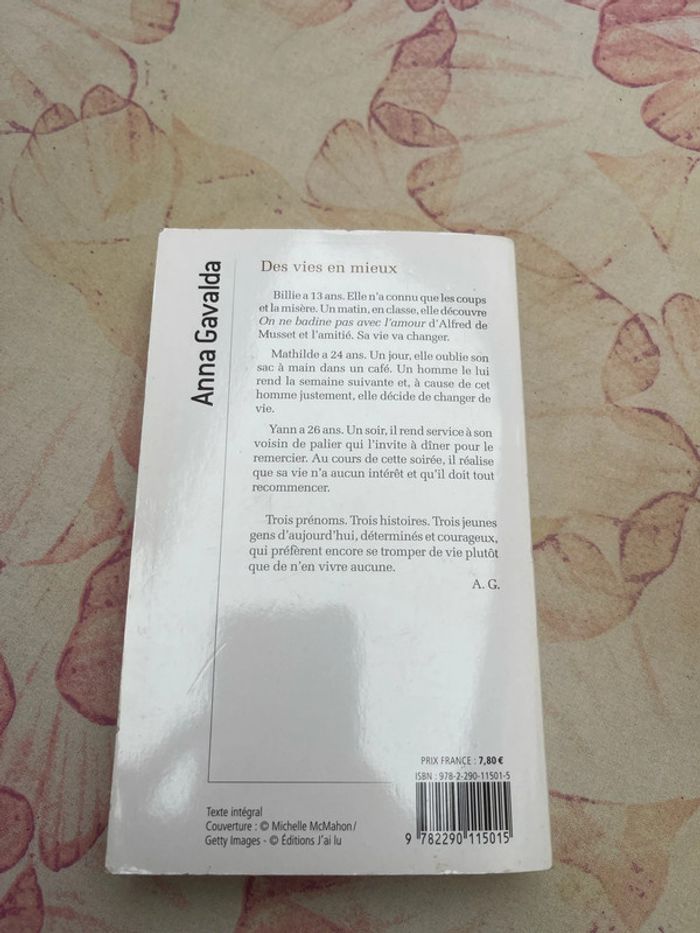 Anna Gavalda
Des vies en mieux
Billie a 13 ans. Elle n'a connu que les coups
et la misère. Un matin, en classe, elle découvre
On ne badine pas avec l'amour d'Alfred de
Musset et l'amitié. Sa vie va changer.
Mathilde a 24 ans. Un jour, elle oublie son
sac à main dans un café. Un homme le lui
rend la semaine suivante et, à cause de cet
homme justement, elle décide de changer de
vie.
Yann a 26 ans. Un soir, il rend service à son
voisin de palier qui l'invite à dîner pour le
remercier. Au cours de cette soirée, il réalise
que sa vie n'a aucun intérêt et qu'il doit tout
recommencer.
Trois prénoms. Trois histoires. Trois jeunes
gens d'aujourd'hui, déterminés et courageux,
qui préfèrent encore se tromper de vie plutôt
que de n'en vivre aucune.
A. G.
PRIX FRANCE : 7,80 €
ISBN : 978-2-290-11501-5
Texte intégral
Couverture : © Michelle McMahon/
Getty Images - © Éditions J'ai lu
9 782290 115015